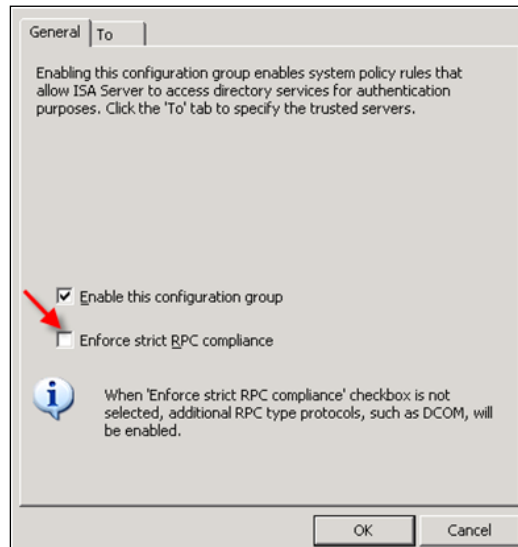 General
To
Enabling this configuration group enables system policy rules that
allow ISA Server to access directory services for authentication
purposes. Click the 'To' tab to specify the trusted servers.
Enable this configuration group
Enforce strict RPC compliance
When 'Enforce strict RPC compliance' checkbox is not
selected, additional RPC type protocols, such as DCOM, will
be enabled.
OK
Cancel